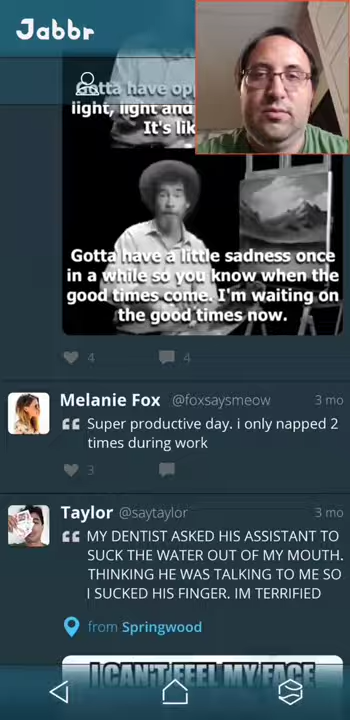 Jabbr
Gotta have op
light, light and
It's lik
Gotta have a little sadness once
in a while so you know when the
good times come. I'm waiting on
the good times now.
4 4
Melanie Fox @foxsaysmeow 3 mo
Super productive day. i only napped 2
times during work
3
Taylor @saytaylor 3 mo
MY DENTIST ASKED HIS ASSISTANT TO
SUCK THE WATER OUT OF MY MOUTH.
THINKING HE WAS TALKING TO ME SO
I SUCKED HIS FINGER. IM TERRIFIED
from Springwood
I CAN'T FEEL MY FACE